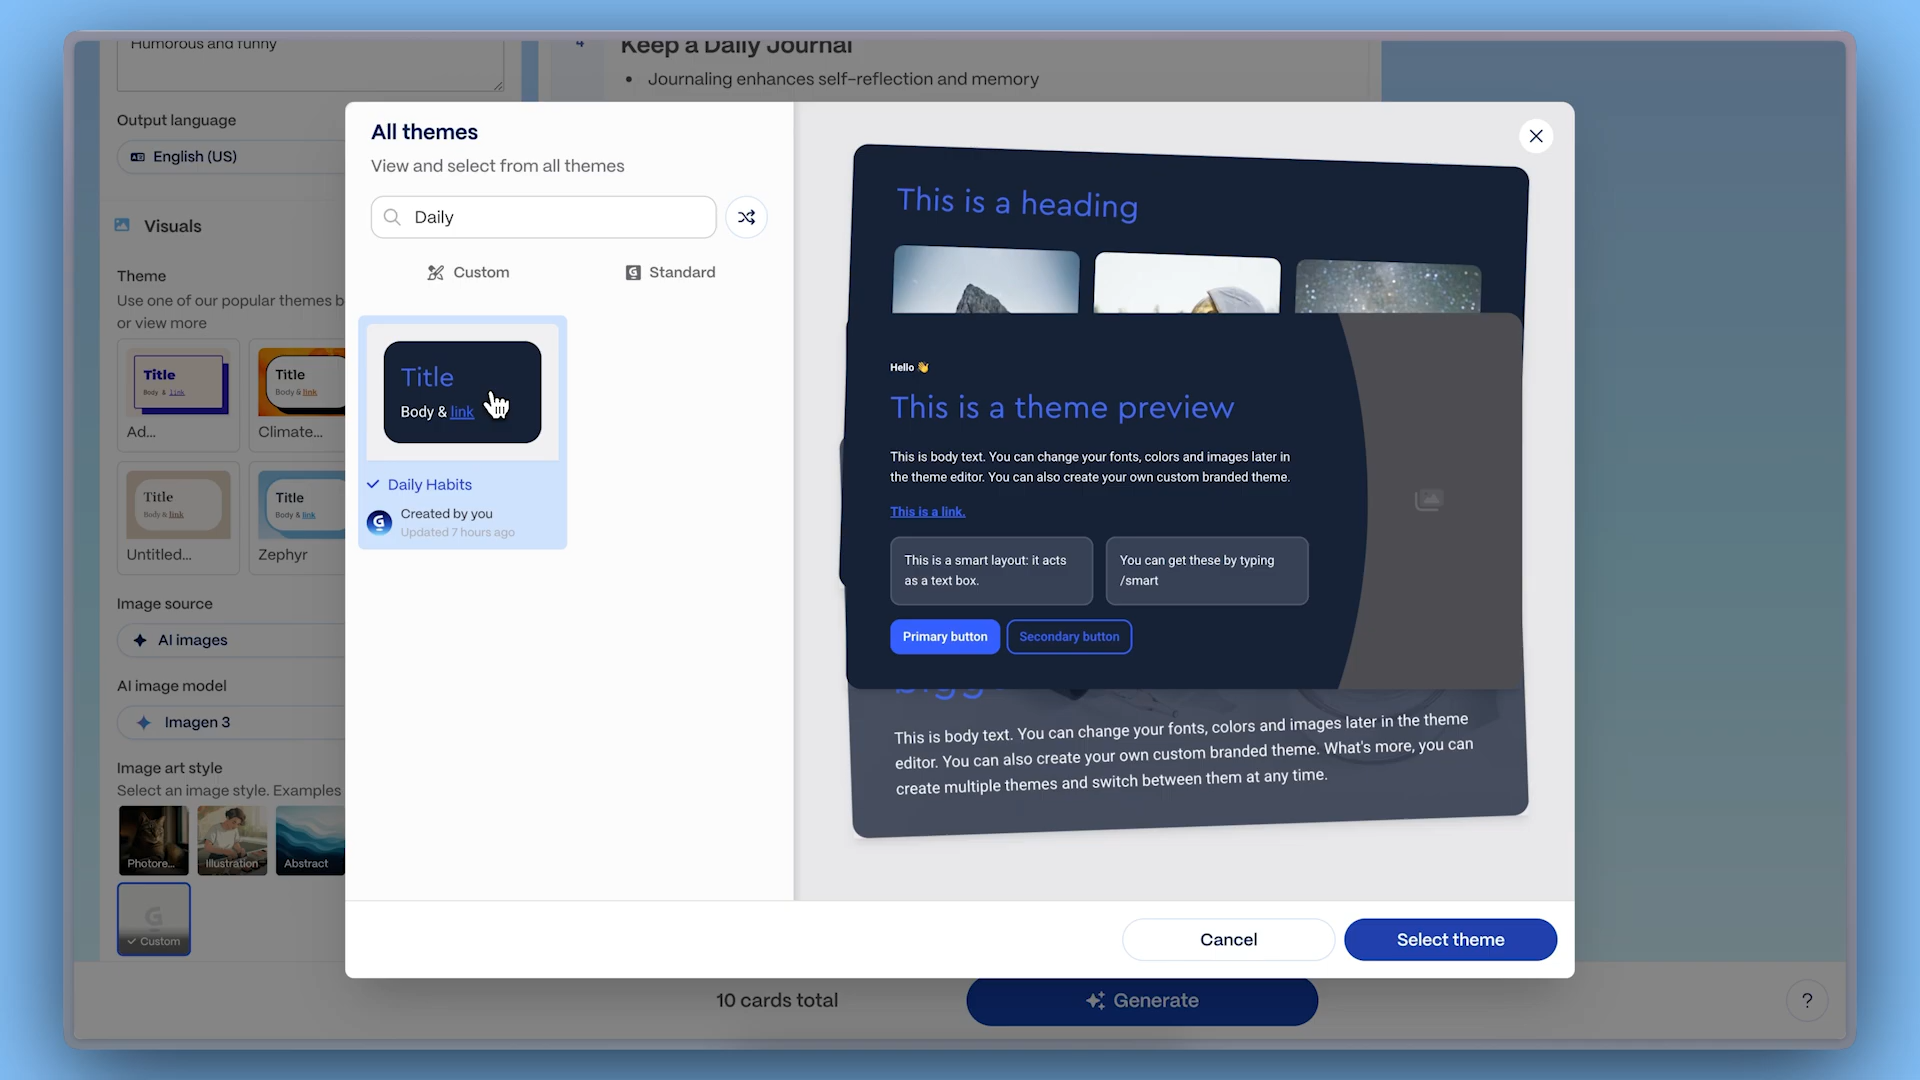 Humorous and funny
Output language
English (US)
Visuals
Theme
Use one of our popular themes b
or view more
Title
Body & link
Ad...
Title
Body & link
Climate...
Title
Body & link
Untitled...
Title
Body & link
Zephyr
Image source
AI images
AI image model
Imagen 3
Image art style
Select an image style. Examples
Photore...
Illustration
Abstract
Custom
4
Keep a Daily Journal
• Journaling enhances self-reflection and memory
All themes
View and select from all themes
Daily
Custom
Standard
Title
Body & link
Daily Habits
Created by you
Updated 7 hours ago
This is a heading
Hello 👋
This is a theme preview
This is body text. You can change your fonts, colors and images later in
the theme editor. You can also create your own custom branded theme.
This is a link.
This is a smart layout: it acts
as a text box.
You can get these by typing
/smart
Primary button
Secondary button
This is body text. You can change your fonts, colors and images later in the theme
editor. You can also create your own custom branded theme. What's more, you can
create multiple themes and switch between them at any time.
Cancel
Select theme
10 cards total
Generate
?